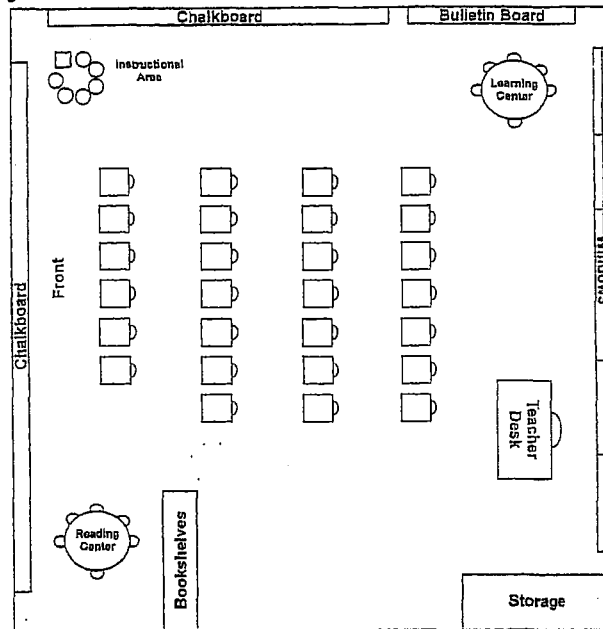 Chalkboard
Bulletin Board
Instructional
Area
Learning
Center
Front
Chalkboard
Teacher
Desk
Reading
Center
Bookshelves
Storage